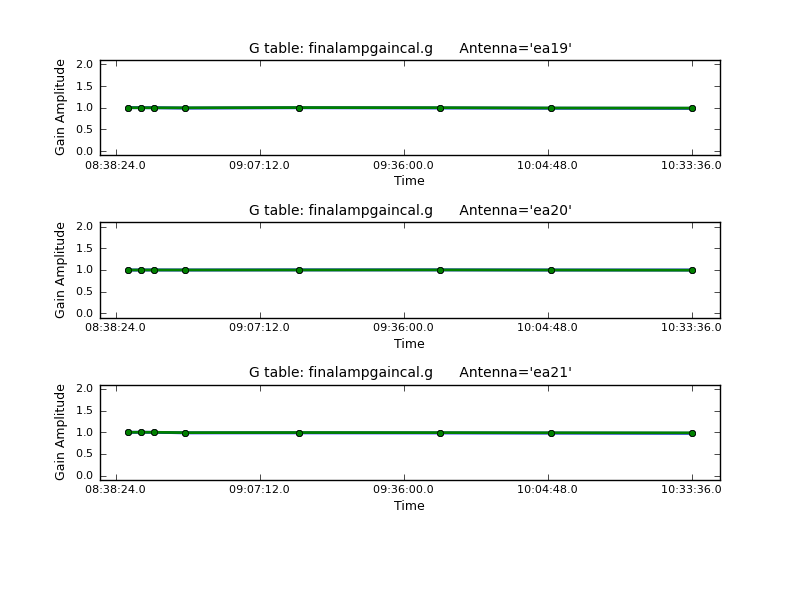 G table: finalampgaincal.g Antenna='ea19'
Gain Amplitude
2.0
1.5
1.0
0.5
0.0
08:38:24.0 09:07:12.0 09:36:00.0 10:04:48.0 10:33:36.0
Time
G table: finalampgaincal.g Antenna='ea20'
Gain Amplitude
2.0
1.5
1.0
0.5
0.0
08:38:24.0 09:07:12.0 09:36:00.0 10:04:48.0 10:33:36.0
Time
G table: finalampgaincal.g Antenna='ea21'
Gain Amplitude
2.0
1.5
1.0
0.5
0.0
08:38:24.0 09:07:12.0 09:36:00.0 10:04:48.0 10:33:36.0
Time